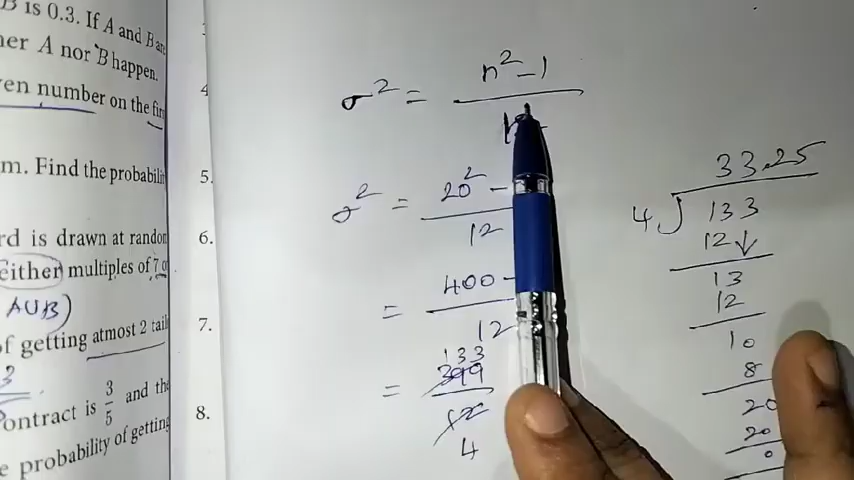 B is 0.3. If A and B are
her A nor B happen.
ven number on the fir
m. Find the probabili
rd is drawn at random
either multiples of 7 o
A∪B)
of getting atmost 2 tail
3
ontract is 3/5 and the
e probability of getting
4
5.
6.
7.
8.
σ² = n² - 1
σ² = 20² -
12
= 400 -
12
133
= 399
12
4
33.25
4 133
12
13
12
10
8
20
20
0